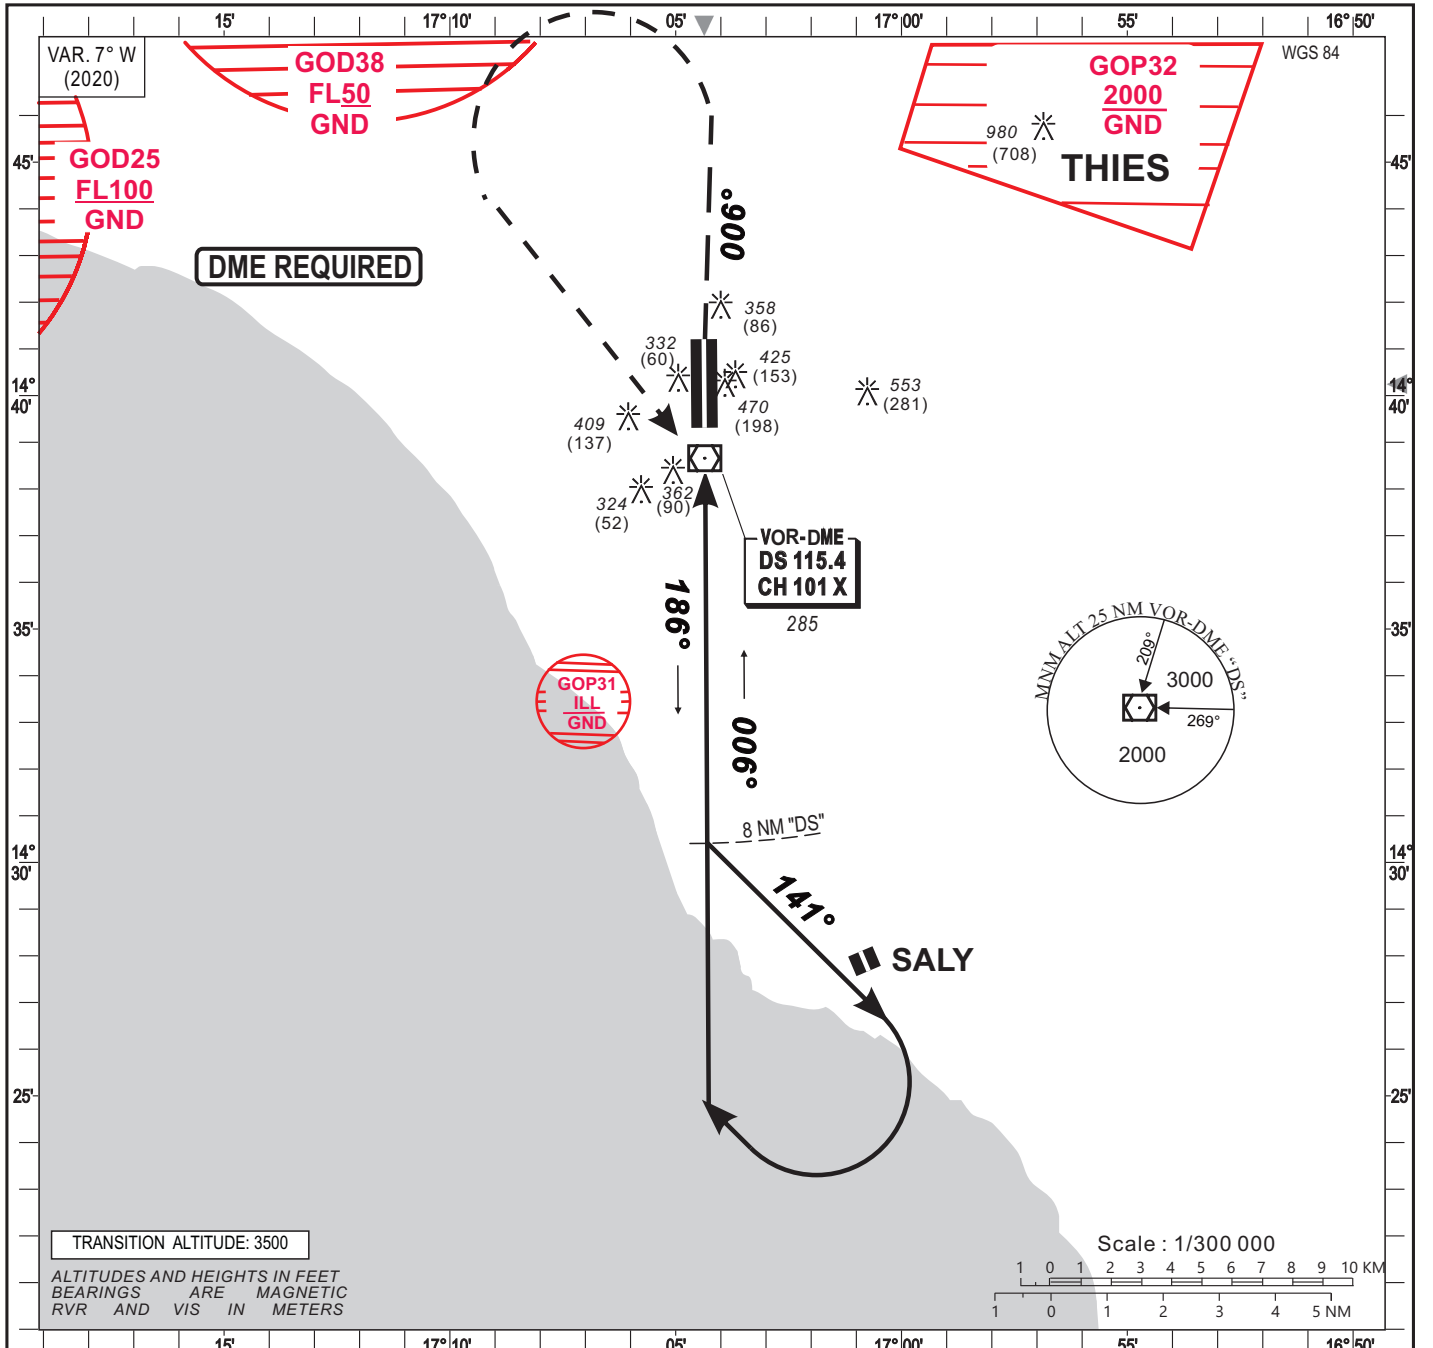 15'
17°10'
05'
17°00'
55'
16°50'
VAR. 7° W
(2020)
GOD38
FL50
GND
GOP32
2000
GND
WGS 84
980
(708)
THIES
45'
45'
GOD25
FL100
GND
DME REQUIRED
006°
358
(86)
332
(60)
425
(153)
14°
40'
470
(198)
553
(281)
14°
40'
409
(137)
324
(52)
362
(90)
VOR-DME
DS 115.4
CH 101 X
285
186°
006°
35'
35'
MNM ALT 25 NM VOR-DME "DS"
209°
3000
269°
2000
GOP31
ILL
GND
8 NM "DS"
14°
30'
14°
30'
141°
SALY
25'
25'
TRANSITION ALTITUDE: 3500
ALTITUDES AND HEIGHTS IN FEET
BEARINGS ARE MAGNETIC
RVR AND VIS IN METERS
Scale : 1/300 000
1 0 1 2 3 4 5 6 7 8 9 10 KM
1 0 1 2 3 4 5 NM
15'
17°10'
05'
17°00'
55'
16°50'